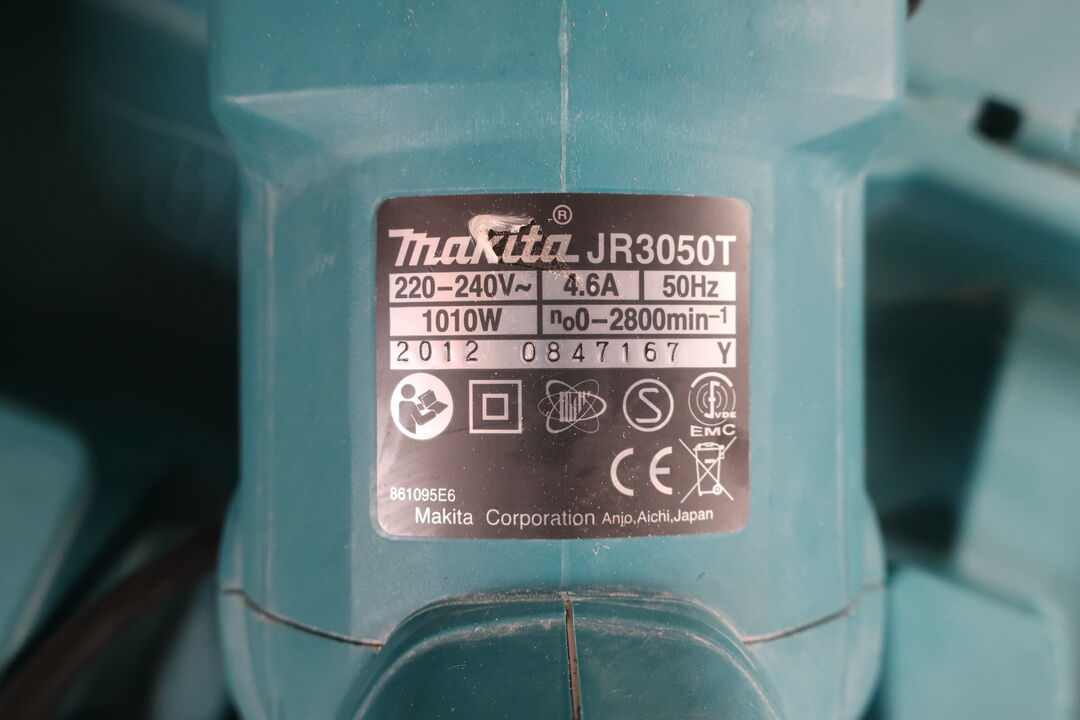 makita® JR3050T
220-240V~ 4.6A 50Hz
1010W n₀0-2800min⁻¹
2012 0847167 Y
S VDE
EMC
CE
861095E6
Makita Corporation Anjo,Aichi,Japan